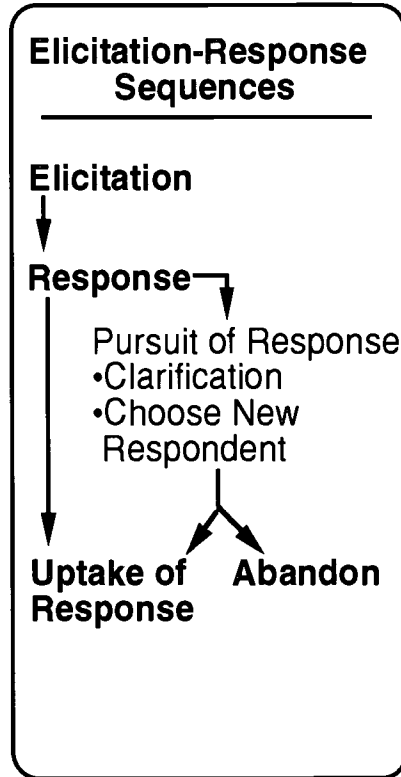 Elicitation-Response
Sequences
Elicitation
Response
Pursuit of Response
•Clarification
•Choose New
Respondent
Uptake of
Response
Abandon